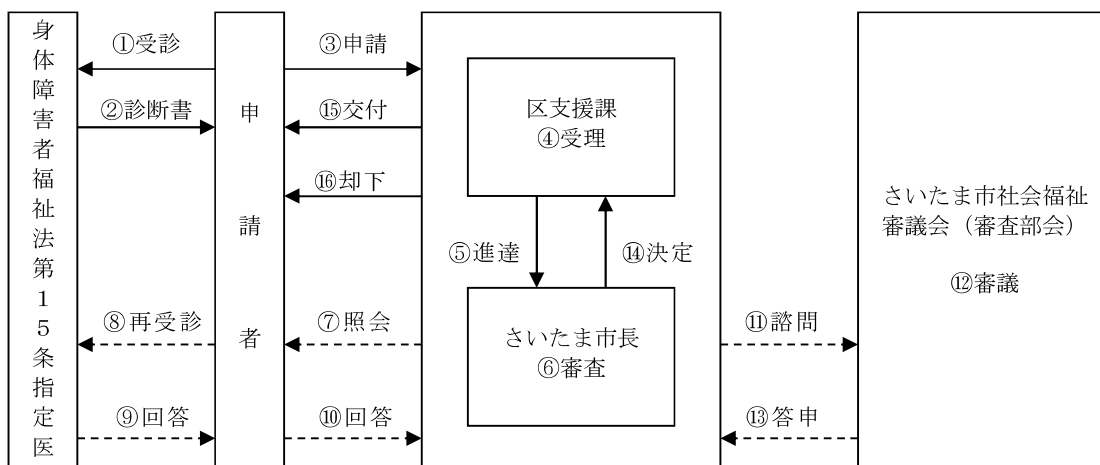 身体障害者福祉法第15条指定医
①受診
②診断書
⑧再受診
⑨回答
申請者
③申請
⑮交付
⑯却下
⑦照会
⑩回答
区支援課
④受理
⑤進達
⑭決定
さいたま市長
⑥審査
⑪諮問
⑬答申
さいたま市社会福祉
審議会（審査部会）
⑫審議